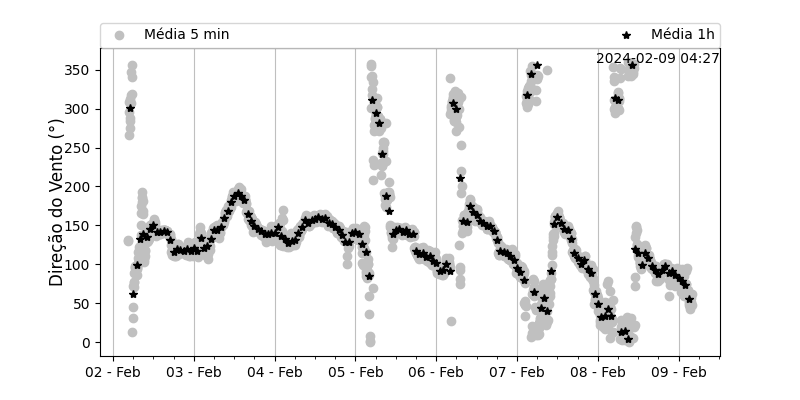 Média 5 min
Média 1h
2024-02-09 04:27
Direção do Vento (°)
350
300
250
200
150
100
50
0
02 - Feb
03 - Feb
04 - Feb
05 - Feb
06 - Feb
07 - Feb
08 - Feb
09 - Feb